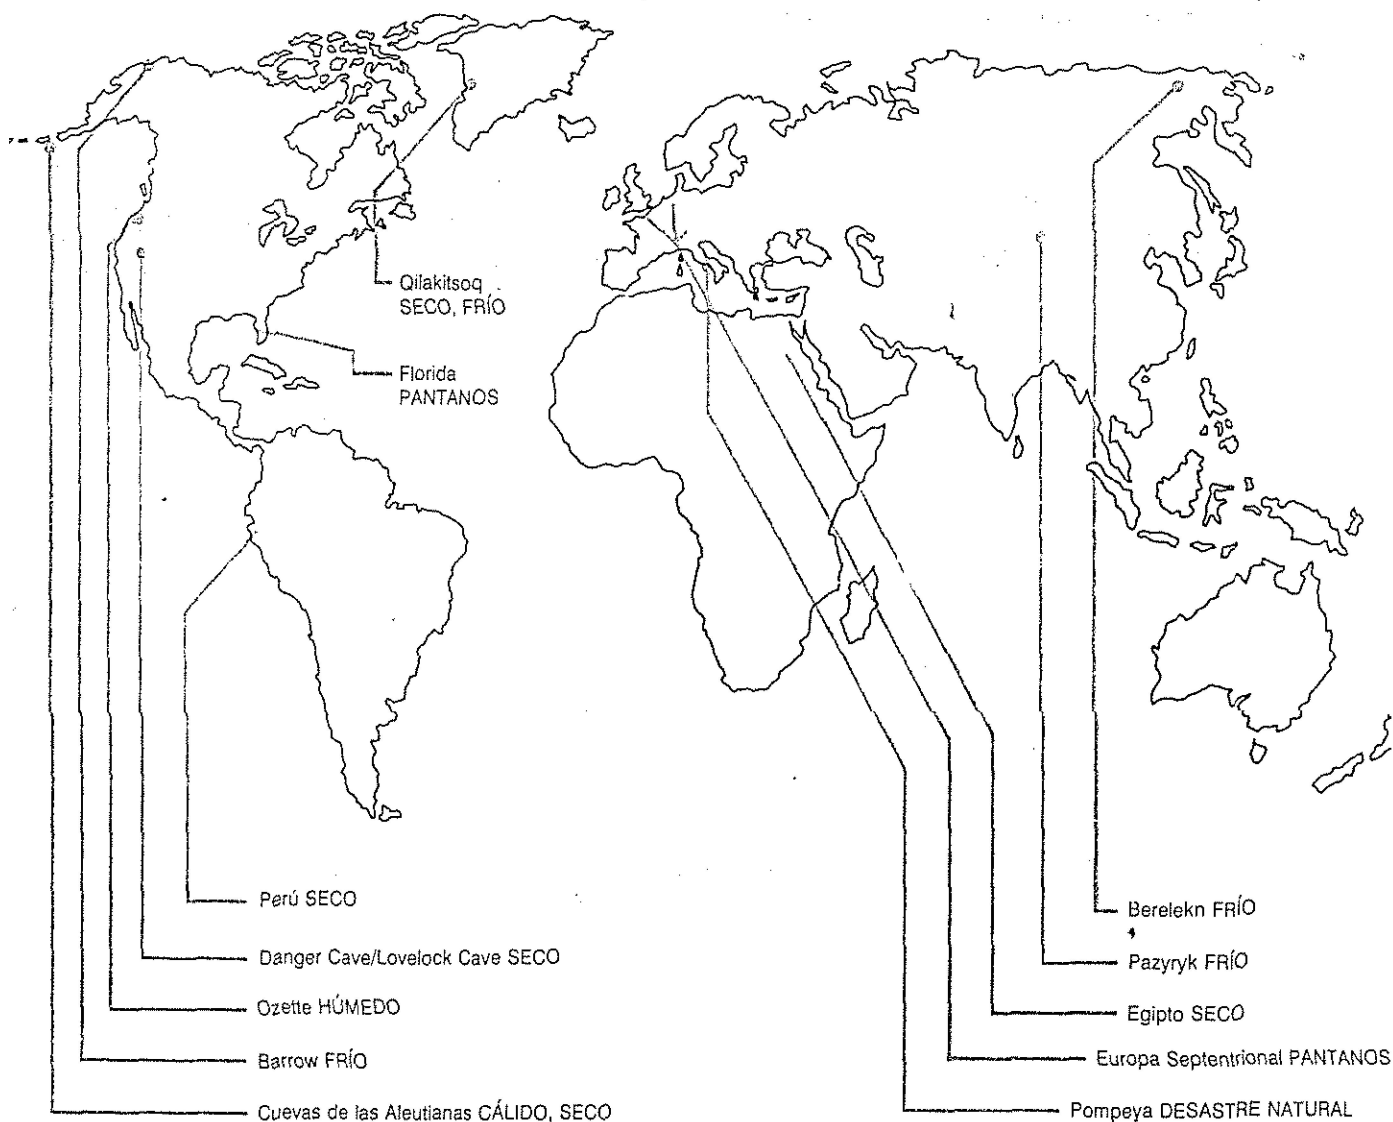 Qilakitsoq
SECO, FRÍO
Florida
PANTANOS
Perú SECO
Danger Cave/Lovelock Cave SECO
Ozette HÚMEDO
Barrow FRÍO
Cuevas de las Aleutianas CÁLIDO, SECO
Berelekn FRÍO
Pazyryk FRÍO
Egipto SECO
Europa Septentrional PANTANOS
Pompeya DESASTRE NATURAL